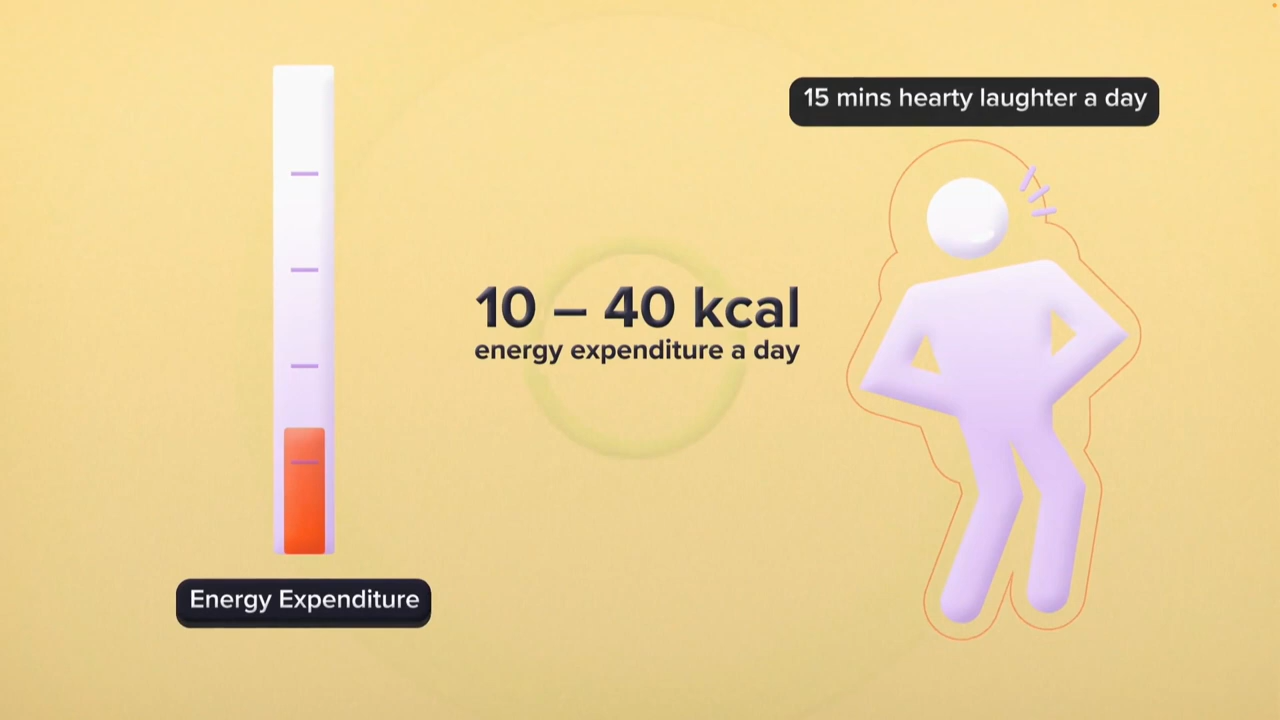 15 mins hearty laughter a day
10 – 40 kcal
energy expenditure a day
Energy Expenditure